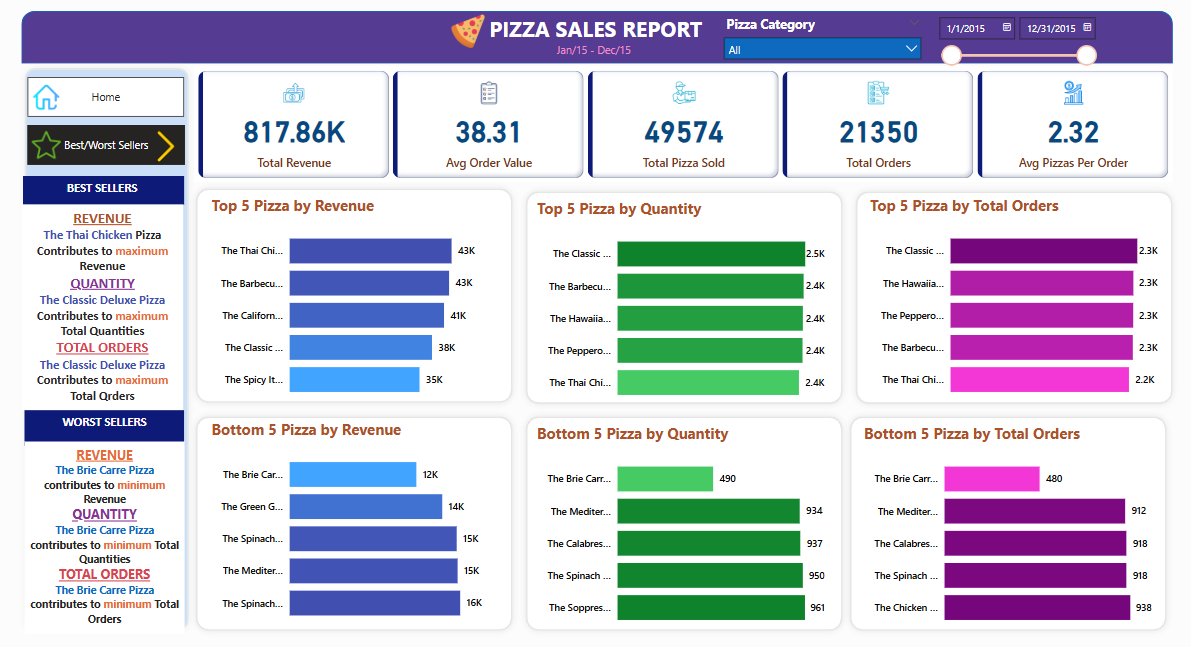 PIZZA SALES REPORT
Jan/15 - Dec/15
Pizza Category
All
1/1/2015
12/31/2015
Home
Best/Worst Sellers
BEST SELLERS
REVENUE
The Thai Chicken Pizza
Contributes to maximum
Revenue
QUANTITY
The Classic Deluxe Pizza
Contributes to maximum
Total Quantities
TOTAL ORDERS
The Classic Deluxe Pizza
Contributes to maximum
Total Orders
WORST SELLERS
REVENUE
The Brie Carre Pizza
contributes to minimum
Revenue
QUANTITY
The Brie Carre Pizza
contributes to minimum Total
Quantities
TOTAL ORDERS
The Brie Carre Pizza
contributes to minimum Total
Orders
817.86K
Total Revenue
38.31
Avg Order Value
49574
Total Pizza Sold
21350
Total Orders
2.32
Avg Pizzas Per Order
Top 5 Pizza by Revenue
The Thai Chi... 43K
The Barbecu... 43K
The Californ... 41K
The Classic ... 38K
The Spicy It... 35K
Top 5 Pizza by Quantity
The Classic ... 2.5K
The Barbecu... 2.4K
The Hawaiia... 2.4K
The Peppero... 2.4K
The Thai Chi... 2.4K
Top 5 Pizza by Total Orders
The Classic ... 2.3K
The Hawaiia... 2.3K
The Peppero... 2.3K
The Barbecu... 2.3K
The Thai Chi... 2.2K
Bottom 5 Pizza by Revenue
The Brie Car... 12K
The Green G... 14K
The Spinach... 15K
The Mediter... 15K
The Spinach... 16K
Bottom 5 Pizza by Quantity
The Brie Carr... 490
The Mediter... 934
The Calabres... 937
The Spinach ... 950
The Soppres... 961
Bottom 5 Pizza by Total Orders
The Brie Carr... 480
The Mediter... 912
The Calabres... 918
The Spinach ... 918
The Chicken ... 938